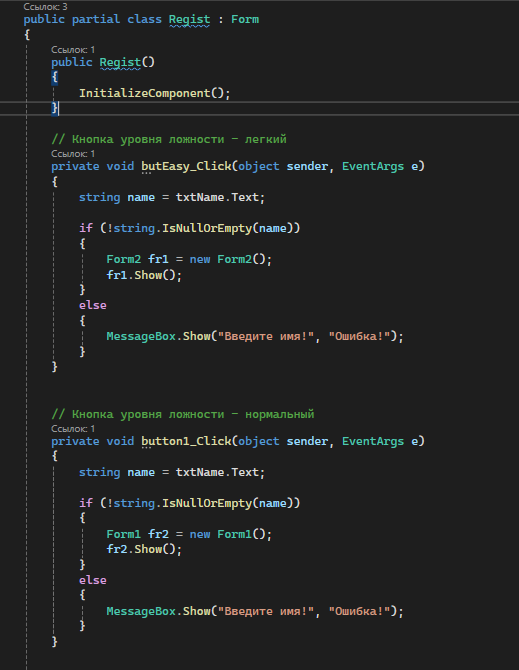 Ссылок: 3
public partial class Regist : Form
{
Ссылок: 1
public Regist()
{
InitializeComponent();
}
// Кнопка уровня ложности – легкий
Ссылок: 1
private void butEasy_Click(object sender, EventArgs e)
{
string name = txtName.Text;
if (!string.IsNullOrEmpty(name))
{
Form2 fr1 = new Form2();
fr1.Show();
}
else
{
MessageBox.Show("Введите имя!", "Ошибка!");
}
}
// Кнопка уровня ложности – нормальный
Ссылок: 1
private void button1_Click(object sender, EventArgs e)
{
string name = txtName.Text;
if (!string.IsNullOrEmpty(name))
{
Form1 fr2 = new Form1();
fr2.Show();
}
else
{
MessageBox.Show("Введите имя!", "Ошибка!");
}
}